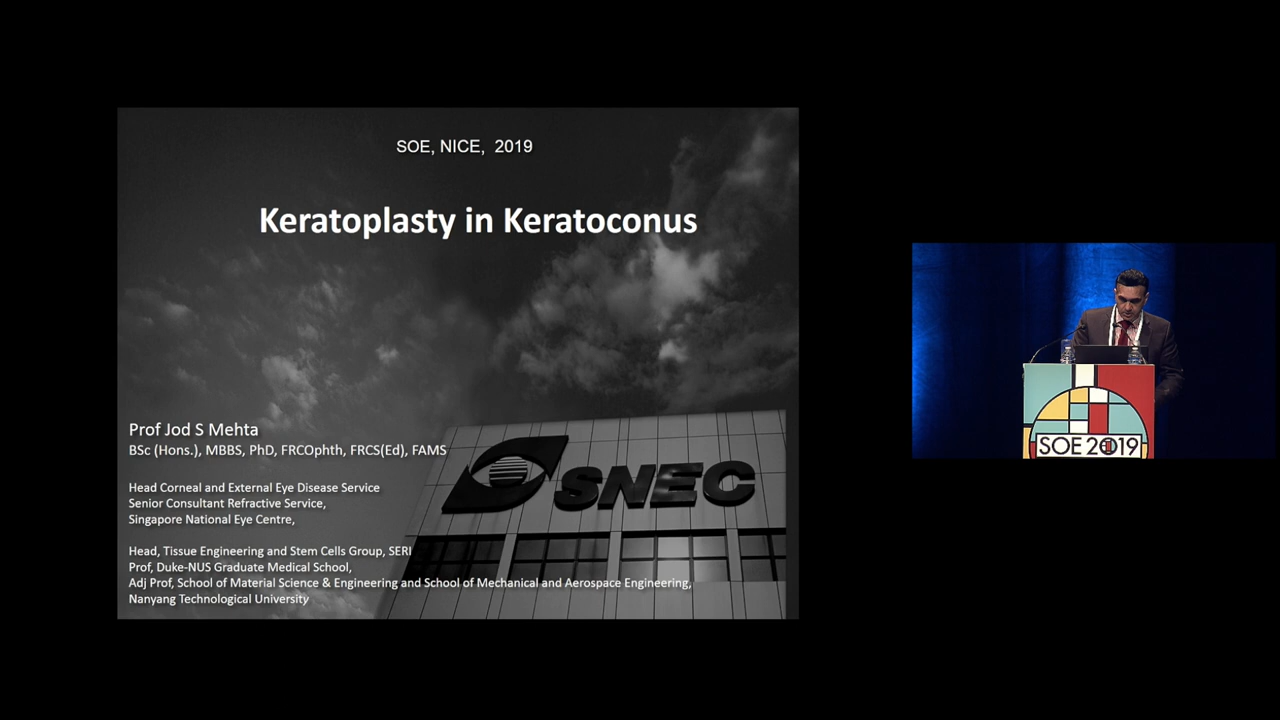 SOE, NICE, 2019
Keratoplasty in Keratoconus
Prof Jod S Mehta
BSc (Hons.), MBBS, PhD, FRCOphth, FRCS(Ed), FAMS
Head Corneal and External Eye Disease Service
Senior Consultant Refractive Service,
Singapore National Eye Centre,
Head, Tissue Engineering and Stem Cells Group, SERI
Prof, Duke-NUS Graduate Medical School,
Adj Prof, School of Material Science & Engineering and School of Mechanical and Aerospace Engineering,
Nanyang Technological University
SNEC
SOE 2019